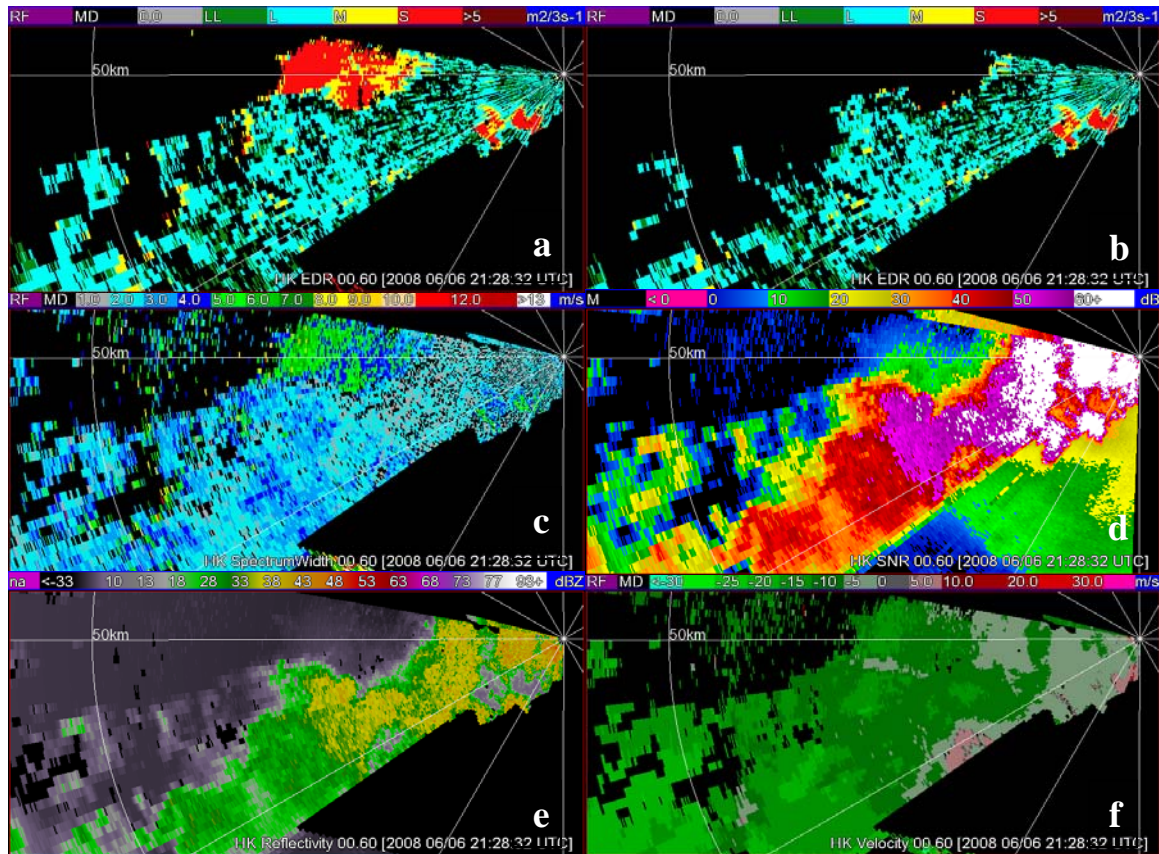 RF MD 0.0 LL L M S >5 m2/3s-1
50km
a
HK EDR 00.60 [2008 06/06 21:28:32 UTC]
RF MD 0.0 LL L M S >5 m2/3s-1
50km
b
HK EDR 00.60 [2008 06/06 21:28:32 UTC]
RF MD 1.0 2.0 3.0 4.0 5.0 6.0 7.0 8.0 9.0 10.0 12.0 >13 m/s
50km
c
HK SpectrumWidth 00.60 [2008 06/06 21:28:32 UTC]
M < 0 0 10 20 30 40 50 60+ dBZ
50km
d
HK SNR 00.60 [2008 06/06 21:28:32 UTC]
na <-33 10 13 18 28 33 38 43 48 53 63 68 73 77 93+ dBZ
50km
e
HK Reflectivity 00.60 [2008 06/06 21:28:32 UTC]
RF MD <-30 -25 -20 -15 -10 -5 0 5 10.0 20.0 30.0 m/s
50km
f
HK Velocity 00.60 [2008 06/06 21:28:32 UTC]